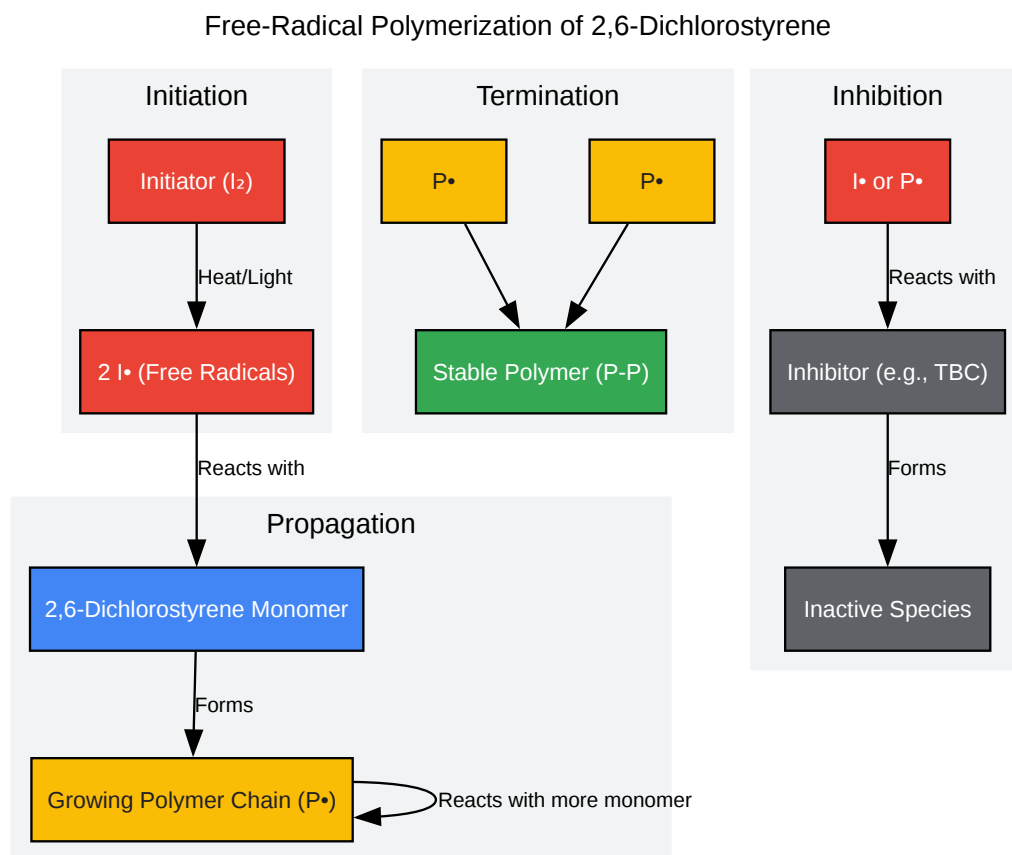 Free-Radical Polymerization of 2,6-Dichlorostyrene
Initiation
Initiator (I₂)
Heat/Light
2 I• (Free Radicals)
Reacts with
Termination
P•
P•
Stable Polymer (P-P)
Inhibition
I• or P•
Reacts with
Inhibitor (e.g., TBC)
Forms
Inactive Species
Propagation
2,6-Dichlorostyrene Monomer
Forms
Growing Polymer Chain (P•)
Reacts with more monomer